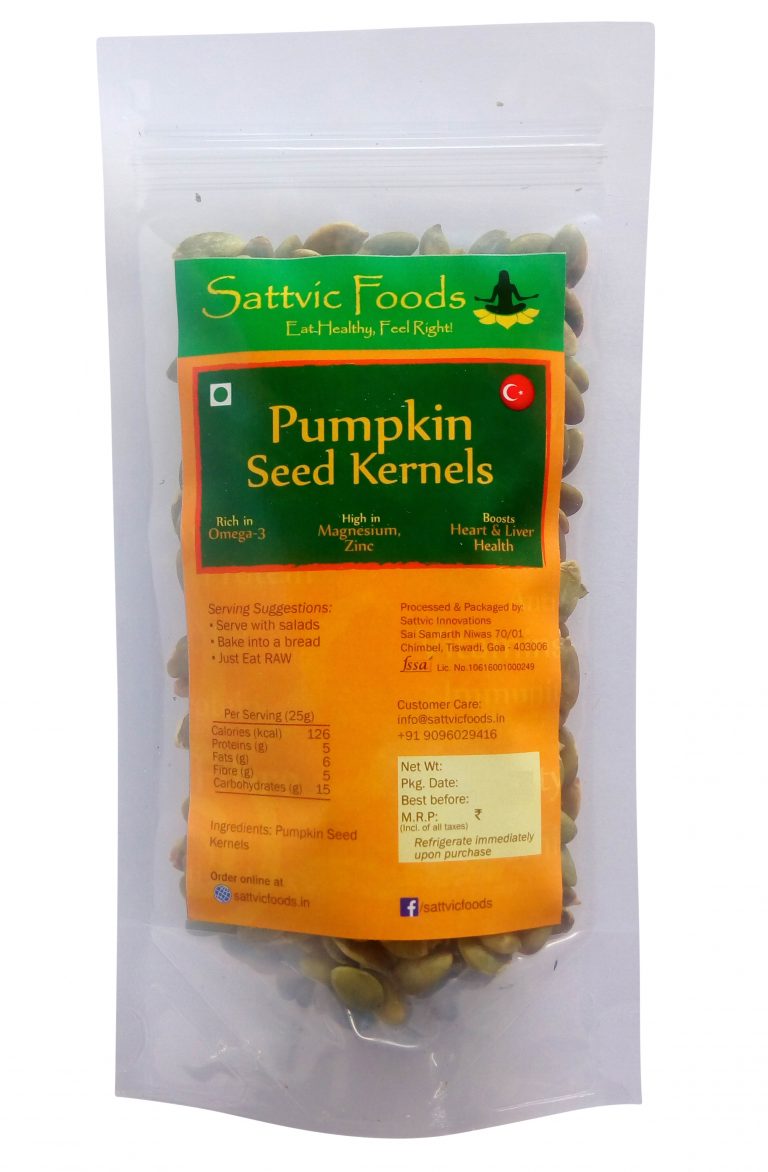 Sattvic Foods
Eat Healthy, Feel Right!
Pumpkin
Seed Kernels
Rich in
Omega-3
High in
Magnesium,
Zinc
Boosts
Heart & Liver
Health
Serving Suggestions:
• Serve with salads
• Bake into a bread
• Just Eat RAW
Processed & Packaged by:
Sattvic Innovations
Sai Samarth Niwas 70/01
Chimbel, Tiswadi, Goa - 403006
fssai Lic. No.10616001000249
Customer Care:
info@sattvicfoods.in
+91 9096029416
Per Serving (25g)
Calories (kcal) 126
Proteins (g) 5
Fats (g) 6
Fibre (g) 5
Carbohydrates (g) 15
Net Wt:
Pkg. Date:
Best before:
M.R.P: ₹
(Incl. of all taxes)
Refrigerate immediately
upon purchase
Ingredients: Pumpkin Seed
Kernels
Order online at
sattvicfoods.in
f/sattvicfoods